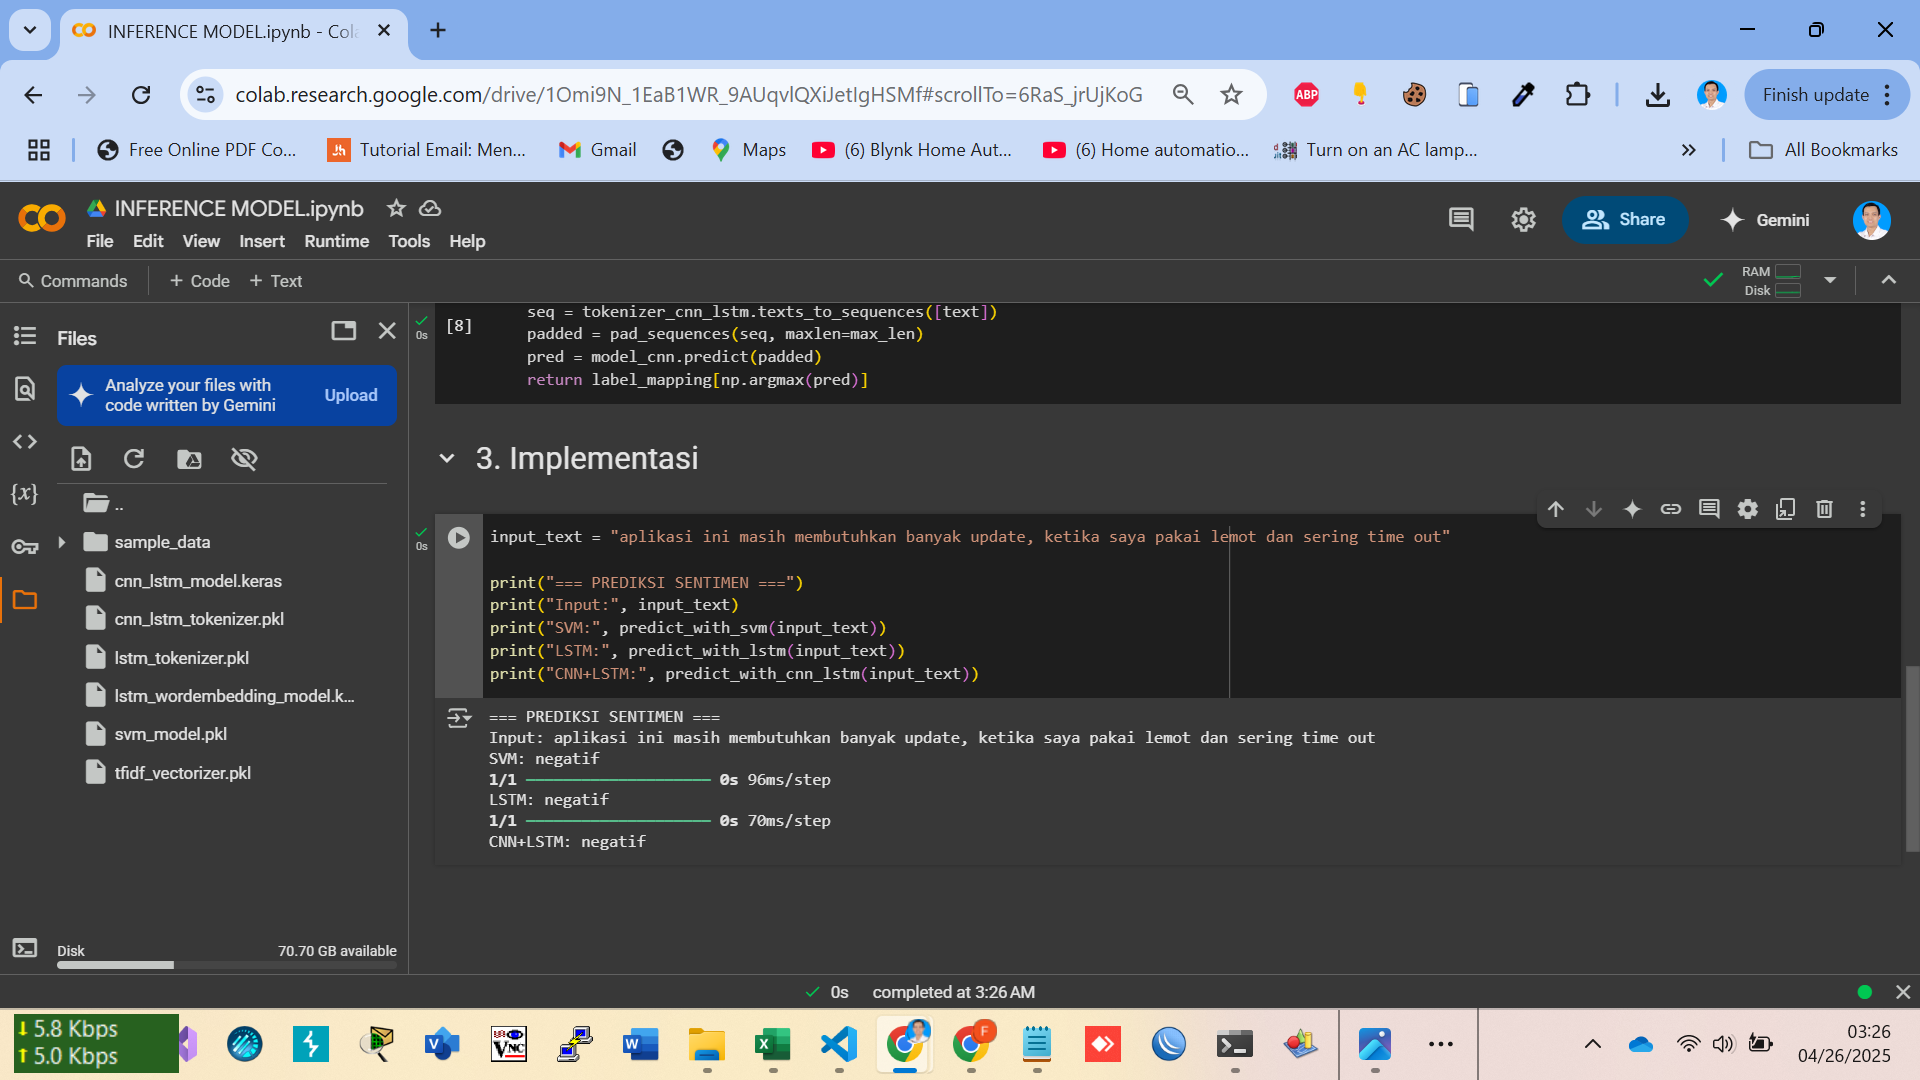 INFERENCE MODEL.ipynb - Col
colab.research.google.com/drive/1Omi9N_1EaB1WR_9AUqvlQXiJetIgHSMf#scrollTo=6RaS_jrUjKoG
ABP
Finish update
Free Online PDF Co...
Tutorial Email: Men...
Gmail
Maps
(6) Blynk Home Aut...
(6) Home automatio...
Turn on an AC lamp...
All Bookmarks
INFERENCE MODEL.ipynb
File Edit View Insert Runtime Tools Help
Share
Gemini
Commands
+ Code
+ Text
RAM
Disk
Files
Analyze your files with
code written by Gemini
Upload
..
sample_data
cnn_lstm_model.keras
cnn_lstm_tokenizer.pkl
lstm_tokenizer.pkl
lstm_wordembedding_model.k...
svm_model.pkl
tfidf_vectorizer.pkl
Disk
70.70 GB available
0s
[8]
seq = tokenizer_cnn_lstm.texts_to_sequences([text])
padded = pad_sequences(seq, maxlen=max_len)
pred = model_cnn.predict(padded)
return label_mapping[np.argmax(pred)]
3. Implementasi
0s
input_text = "aplikasi ini masih membutuhkan banyak update, ketika saya pakai lemot dan sering time out"
print("=== PREDIKSI SENTIMEN ===")
print("Input:", input_text)
print("SVM:", predict_with_svm(input_text))
print("LSTM:", predict_with_lstm(input_text))
print("CNN+LSTM:", predict_with_cnn_lstm(input_text))
=== PREDIKSI SENTIMEN ===
Input: aplikasi ini masih membutuhkan banyak update, ketika saya pakai lemot dan sering time out
SVM: negatif
1/1 ━━━━━━━━━━━━━━━━━━━━ 0s 96ms/step
LSTM: negatif
1/1 ━━━━━━━━━━━━━━━━━━━━ 0s 70ms/step
CNN+LSTM: negatif
0s completed at 3:26 AM
5.8 Kbps
5.0 Kbps
03:26
04/26/2025